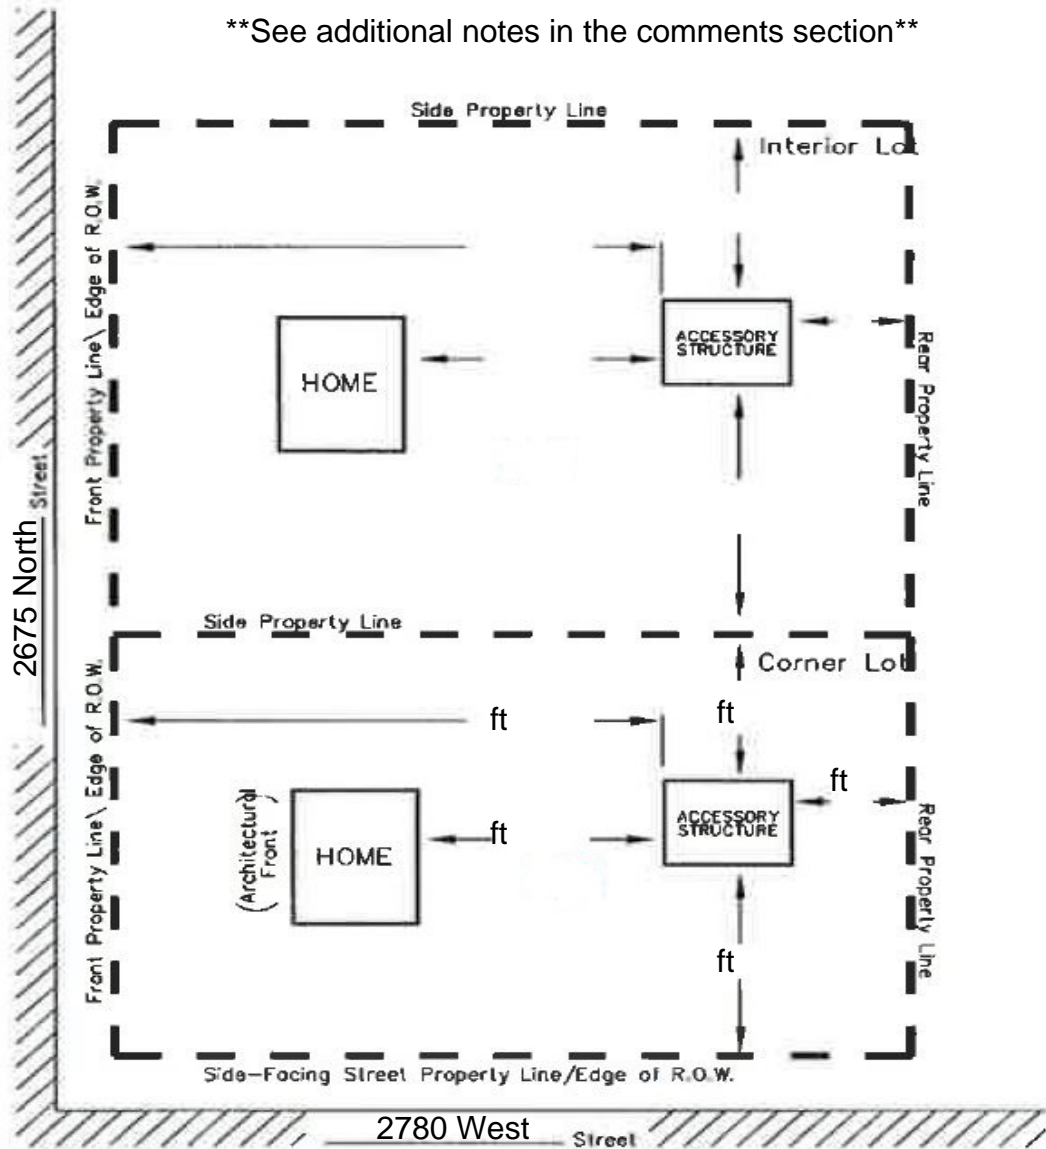 **See additional notes in the comments section**
Side Property Line
Interior Lot
Front Property Line\ Edge of R.O.W.
HOME
ACCESSORY
STRUCTURE
Rear Property Line
2675 North Street
Side Property Line
Corner Lot
Front Property Line\ Edge of R.O.W.
ft
ft
ft
(Architectural
Front)
HOME
ft
ACCESSORY
STRUCTURE
Rear Property Line
ft
Side-Facing Street Property Line/Edge of R.O.W.
2780 West Street